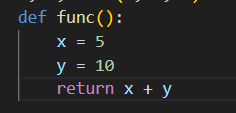 def func():
    x = 5
    y = 10
    return x + y